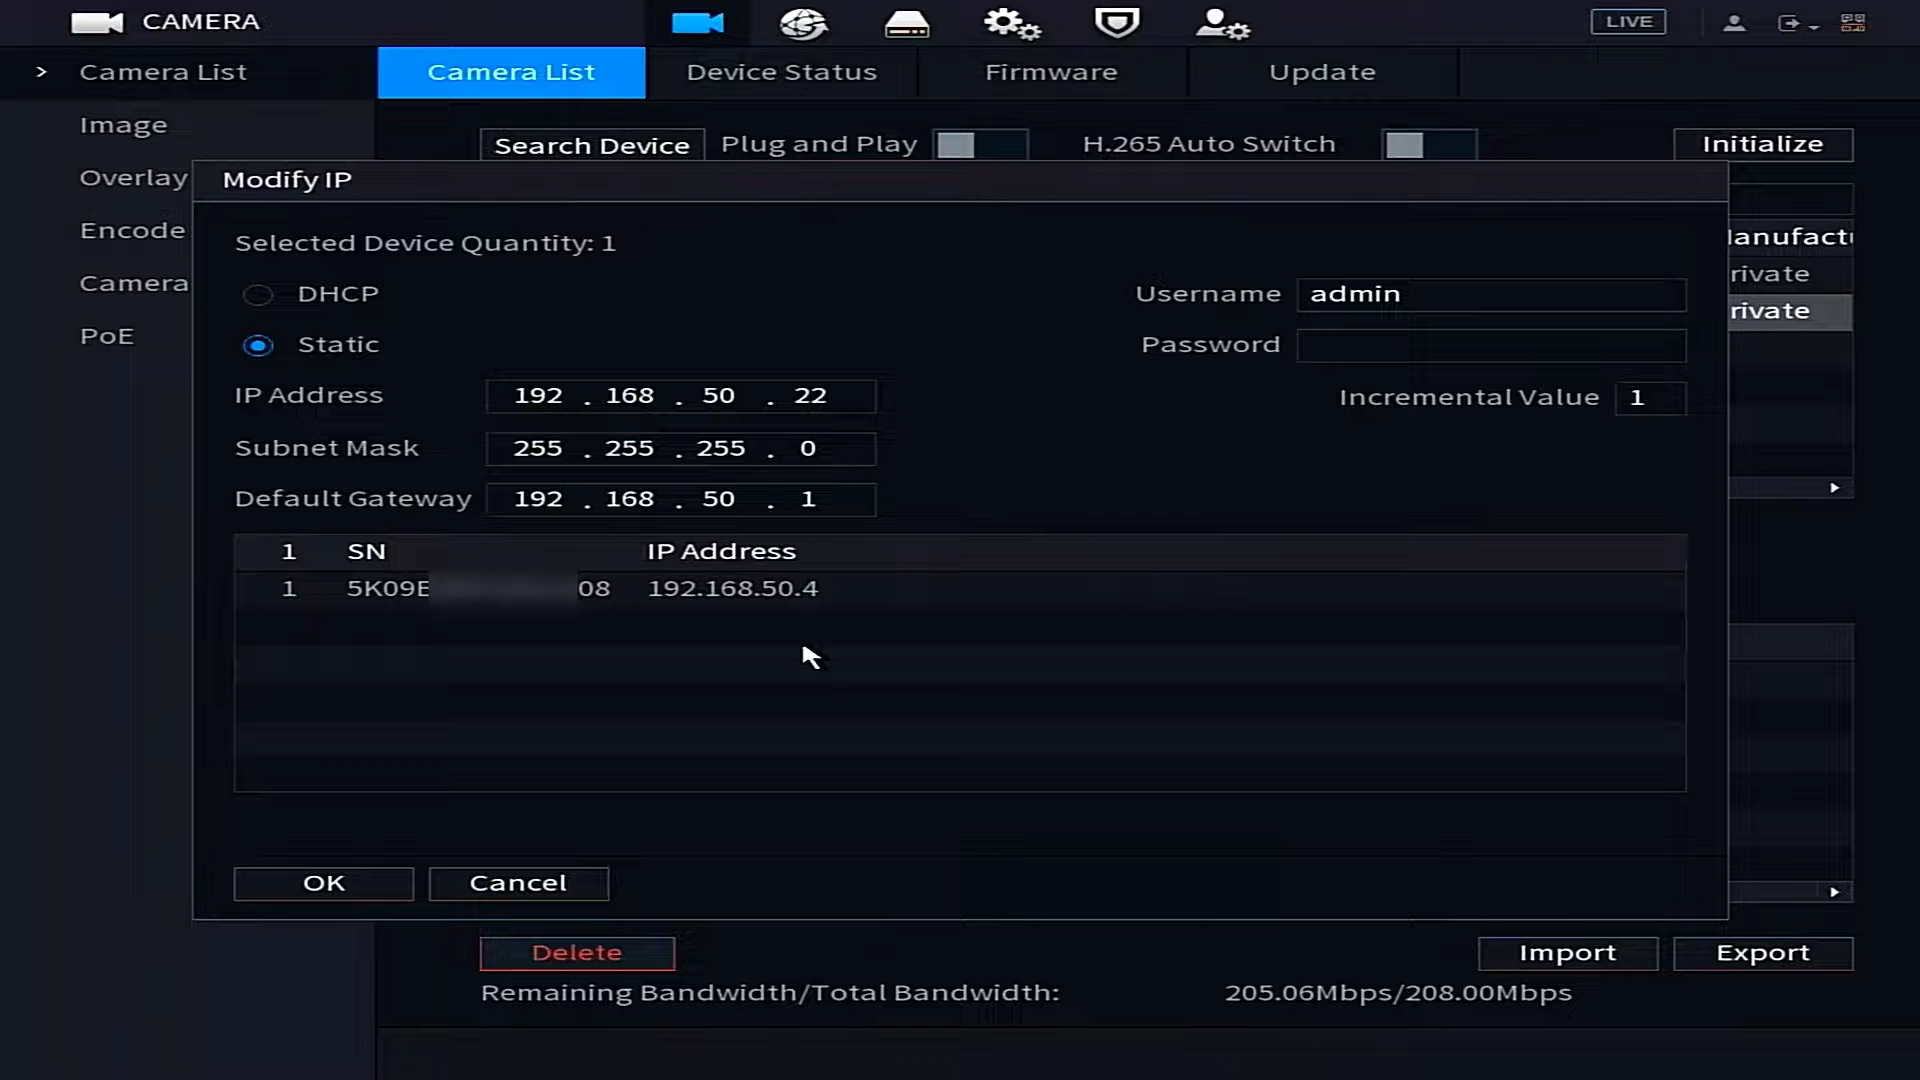 CAMERA
LIVE
> Camera List
Camera List
Device Status
Firmware
Update
Image
Overlay
Encode
Camera
PoE
Search Device
Plug and Play
H.265 Auto Switch
Initialize
Modify IP
Selected Device Quantity: 1
DHCP
Static
Username admin
Password
IP Address 192 . 168 . 50 . 22
Incremental Value 1
Subnet Mask 255 . 255 . 255 . 0
Default Gateway 192 . 168 . 50 . 1
1 SN IP Address
1 5K09E 08 192.168.50.4
anufact
rivate
rivate
OK
Cancel
Delete
Import
Export
Remaining Bandwidth/Total Bandwidth: 205.06Mbps/208.00Mbps